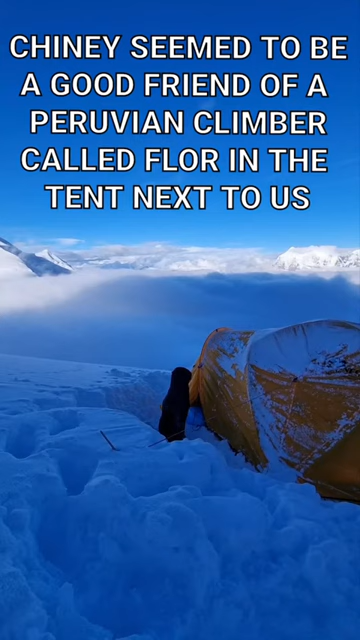 CHINEY SEEMED TO BE
A GOOD FRIEND OF A
PERUVIAN CLIMBER
CALLED FLOR IN THE
TENT NEXT TO US